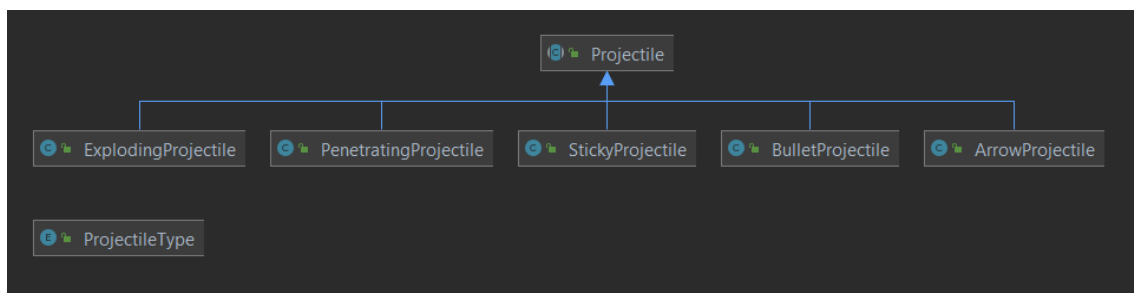 Projectile
ExplodingProjectile
PenetratingProjectile
StickyProjectile
BulletProjectile
ArrowProjectile
ProjectileType